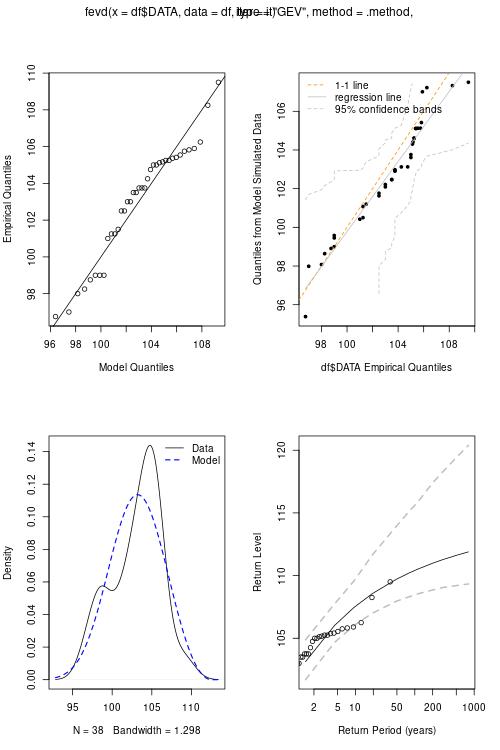 fevd(x = df$DATA, data = df, type = "GEV", method = .method,
Empirical Quantiles
98 100 102 104 106 108 110
96 98 100 104 108
Model Quantiles
1-1 line
regression line
95% confidence bands
Quantiles from Model Simulated Data
96 98 100 102 104 106
98 100 104 108
df$DATA Empirical Quantiles
Data
Model
Density
0.00 0.02 0.04 0.06 0.08 0.10 0.12 0.14
95 100 105 110 115
N = 38 Bandwidth = 1.298
Return Level
105 110 115 120
2 5 10 50 200 1000
Return Period (years)